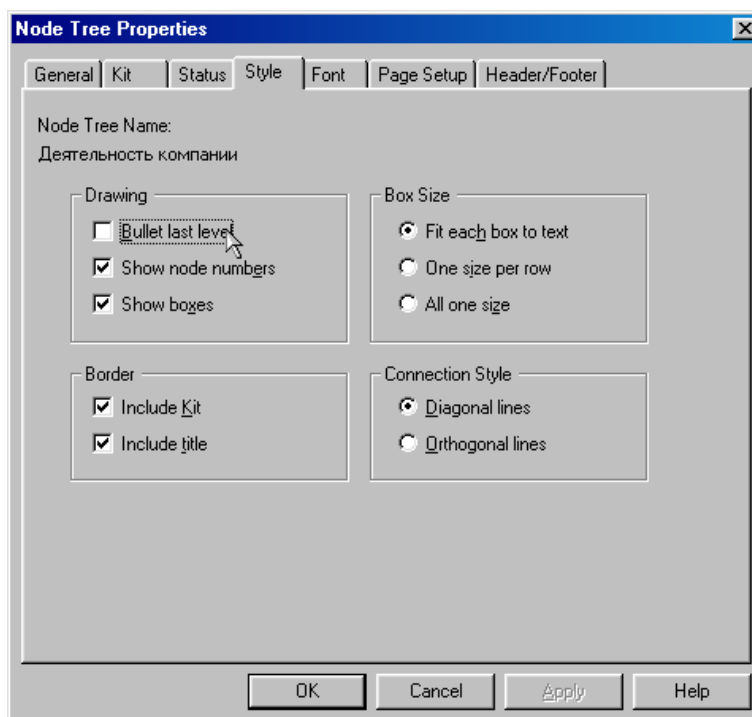 Node Tree Properties
General Kit Status Style Font Page Setup Header/Footer
Node Tree Name:
Деятельность компании
Drawing
Bullet last level
Show node numbers
Show boxes
Box Size
Fit each box to text
One size per row
All one size
Border
Include Kit
Include title
Connection Style
Diagonal lines
Orthogonal lines
OK Cancel Apply Help